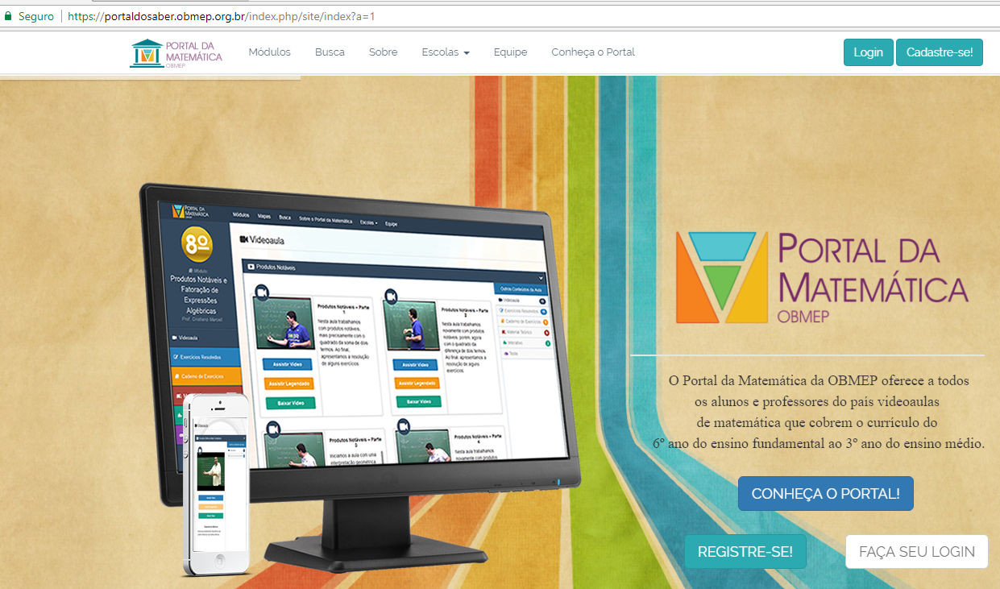 Seguro
https://portaldosaber.obmep.org.br/index.php/site/index?a=1
PORTAL DA
MATEMÁTICA
OBMEP
Módulos
Busca
Sobre
Escolas
Equipe
Conheça o Portal
Login
Cadastre-se!
PORTAL DA
MATEMÁTICA
Módulos
Mapas
Busca
Sobre o Portal da Matemática
Escolas
Equipe
8º
Módulo
Produtos Notáveis e
Fatoração de
Expressões
Algébricas
Prof. Cristiano Marcell
Videoaula
Exercícios Resolvidos
Caderno de Exercícios
Videoaula
Produtos Notáveis
Produtos Notáveis – Parte
1
Nesta aula trabalhamos
com produtos notáveis,
mais precisamente com o
quadrado da soma de dois
termos. Ao final,
apresentamos a resolução
de alguns exercícios.
Assistir Vídeo
Assistir Legendado
Baixar Vídeo
Produtos Notáveis – Parte
2
Nesta aula trabalhamos
novamente com produtos
notáveis, porém, agora
com o quadrado da
diferença de dois termos.
Ao final, apresentamos a
resolução de alguns
exercícios.
Assistir Vídeo
Assistir Legendado
Baixar Vídeo
Outros Conteúdos da Aula
Videoaula
Exercícios Resolvidos
Caderno de Exercícios
Material Teórico
Interativo
Teste
Produtos Notáveis – Parte
3
Iniciamos a aula com uma
interpretação geométrica
Produtos Notáveis – Parte
4
Nesta aula trabalhamos
novamente com produtos
Videoaula
PORTAL DA
MATEMÁTICA
OBMEP
O Portal da Matemática da OBMEP oferece a todos
os alunos e professores do país videoaulas
de matemática que cobrem o currículo do
6º ano do ensino fundamental ao 3º ano do ensino médio.
CONHEÇA O PORTAL!
REGISTRE-SE!
FAÇA SEU LOGIN